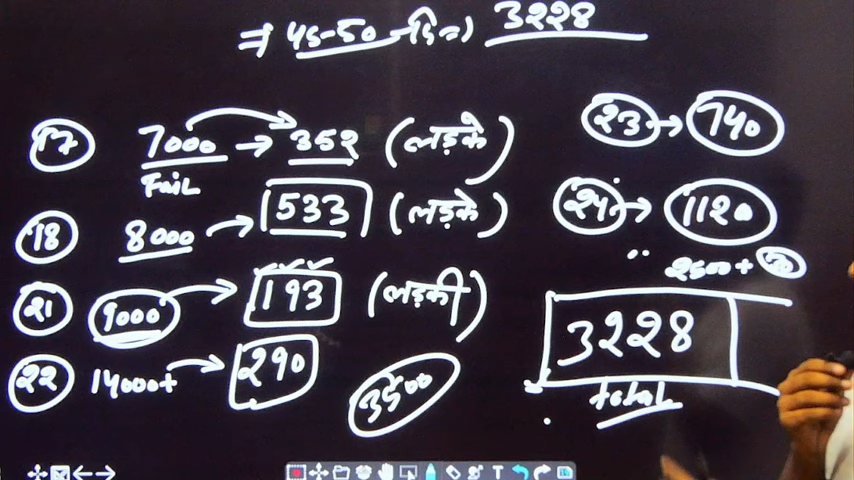 ⇒ 45-50 दिन) 3228
17 7000 → 352 (लड़के)
Fail
18 8000 → 533 (लड़के)
21 9000 → 193 (लड़की)
22 14000+ → 290
3500
23 → 740
24 → 1120
2500+
3228
total